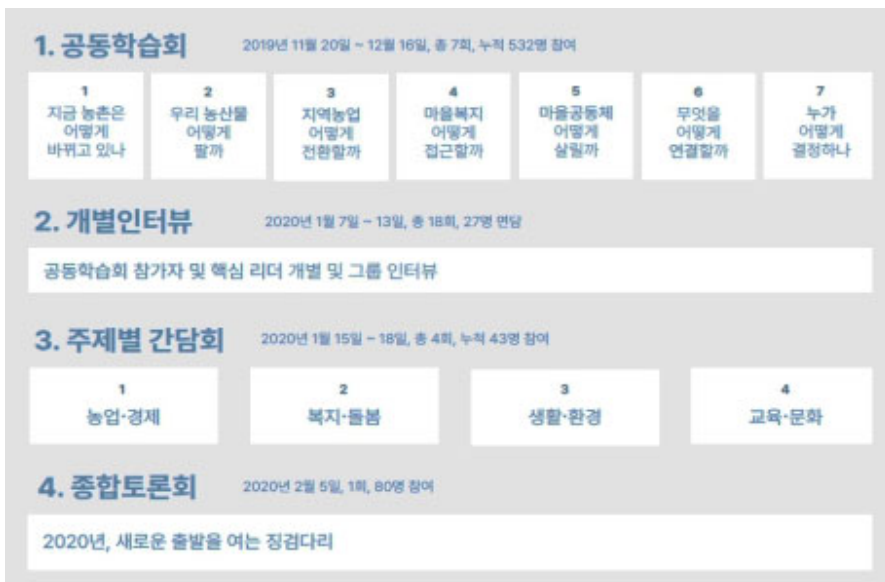 1. 공동학습회
2019년 11월 20일 ~ 12월 16일, 총 7회, 누적 532명 참여
1
지금 농촌은
어떻게
바뀌고 있나
2
우리 농산물
어떻게
팔까
3
지역농업
어떻게
전환할까
4
마을복지
어떻게
접근할까
5
마을공동체
어떻게
살릴까
6
무엇을
어떻게
연결할까
7
누가
어떻게
결정하나
2. 개별인터뷰
2020년 1월 7일 ~ 13일, 총 18회, 27명 면담
공동학습회 참가자 및 핵심 리더 개별 및 그룹 인터뷰
3. 주제별 간담회
2020년 1월 15일 ~ 18일, 총 4회, 누적 43명 참여
1
농업·경제
2
복지·돌봄
3
생활·환경
4
교육·문화
4. 종합토론회
2020년 2월 5일, 1회, 80명 참여
2020년, 새로운 출발을 여는 징검다리